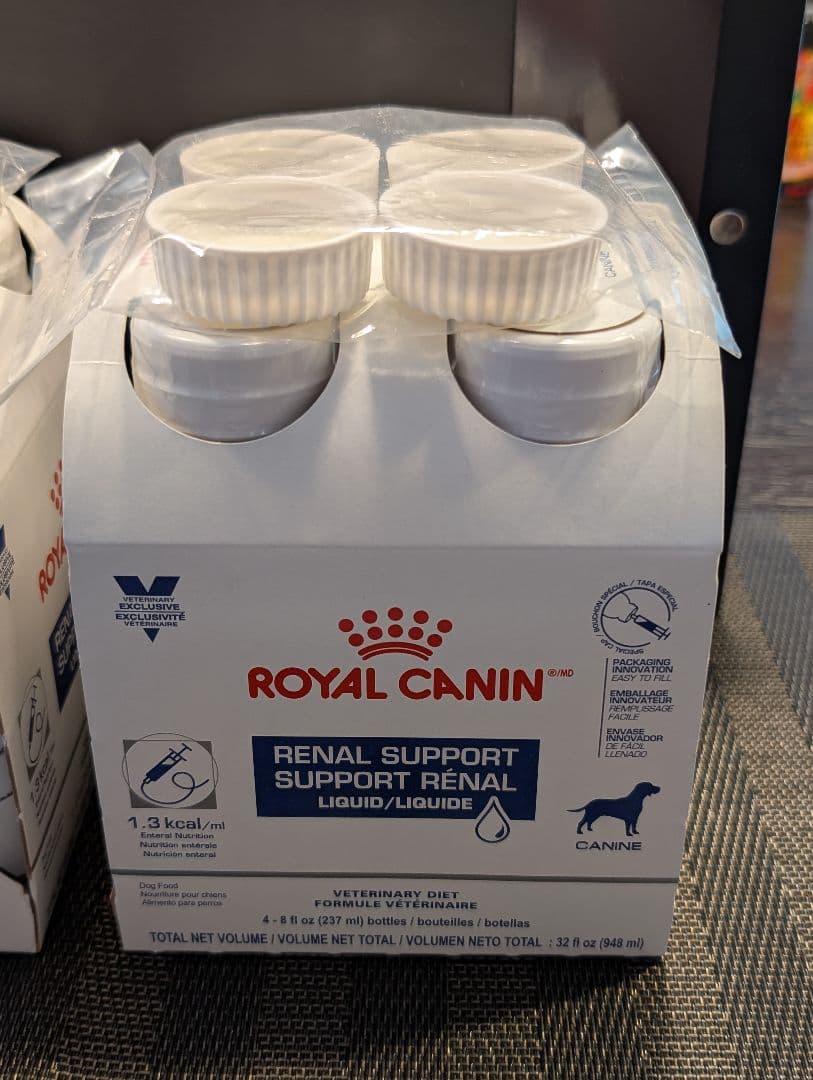 CANINE
VETERINARY
EXCLUSIVE
EXCLUSIVITÉ
VÉTÉRINAIRE
SPECIAL CAP / BOUCHON SPÉCIAL / TAPA ESPECIAL
ROYAL CANIN®/MD
PACKAGING
INNOVATION
EASY TO FILL
EMBALLAGE
INNOVATEUR
REMPLISSAGE
FACILE
ENVASE
INNOVADOR
DE FÁCIL
LLENADO
RENAL SUPPORT
SUPPORT RÉNAL
LIQUID/LIQUIDE
1.3 kcal/ml
Enteral Nutrition
Nutrition entérale
Nutrición enteral
CANINE
Dog Food
Nourriture pour chiens
Alimento para perros
VETERINARY DIET
FORMULE VÉTÉRINAIRE
4 - 8 fl oz (237 ml) bottles / bouteilles / botellas
TOTAL NET VOLUME / VOLUME NET TOTAL / VOLUMEN NETO TOTAL : 32 fl oz (948 ml)